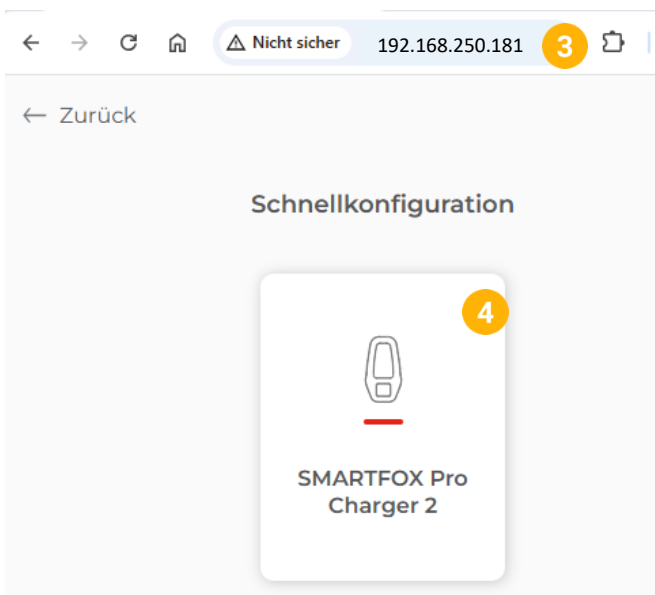 Nicht sicher 192.168.250.181 3
Zurück
Schnellkonfiguration
4
SMARTFOX Pro
Charger 2